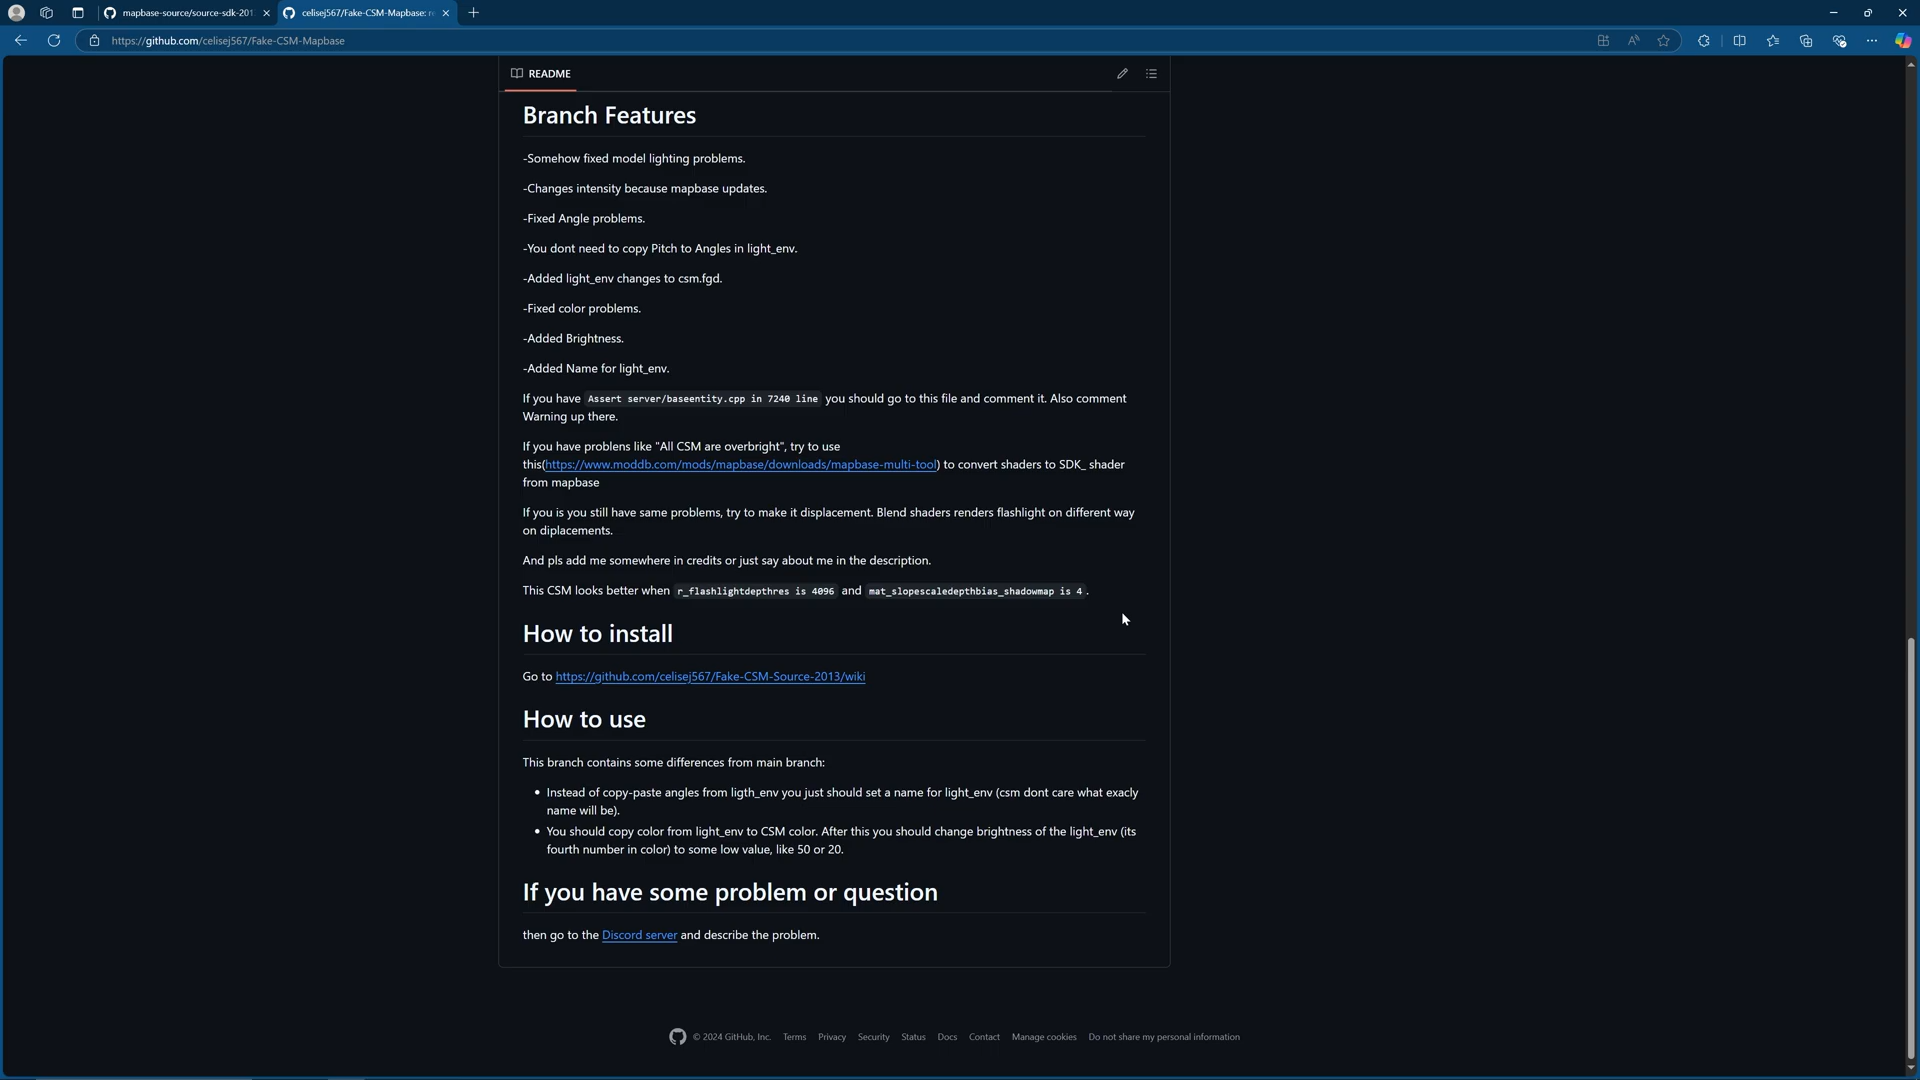 mapbase-source/source-sdk-201
celisej567/Fake-CSM-Mapbase: r
https://github.com/celisej567/Fake-CSM-Mapbase
README
Branch Features
-Somehow fixed model lighting problems.
-Changes intensity because mapbase updates.
-Fixed Angle problems.
-You dont need to copy Pitch to Angles in light_env.
-Added light_env changes to csm.fgd.
-Fixed color problems.
-Added Brightness.
-Added Name for light_env.
If you have Assert server/baseentity.cpp in 7240 line you should go to this file and comment it. Also comment
Warning up there.
If you have problens like "All CSM are overbright", try to use
this(https://www.moddb.com/mods/mapbase/downloads/mapbase-multi-tool) to convert shaders to SDK_ shader
from mapbase
If you is you still have same problems, try to make it displacement. Blend shaders renders flashlight on different way
on diplacements.
And pls add me somewhere in credits or just say about me in the description.
This CSM looks better when r_flashlightdepthres is 4096 and mat_slopescaledepthbias_shadowmap is 4 .
How to install
Go to https://github.com/celisej567/Fake-CSM-Source-2013/wiki
How to use
This branch contains some differences from main branch:
• Instead of copy-paste angles from ligth_env you just should set a name for light_env (csm dont care what exacly
name will be).
• You should copy color from light_env to CSM color. After this you should change brightness of the light_env (its
fourth number in color) to some low value, like 50 or 20.
If you have some problem or question
then go to the Discord server and describe the problem.
© 2024 GitHub, Inc. Terms Privacy Security Status Docs Contact Manage cookies Do not share my personal information